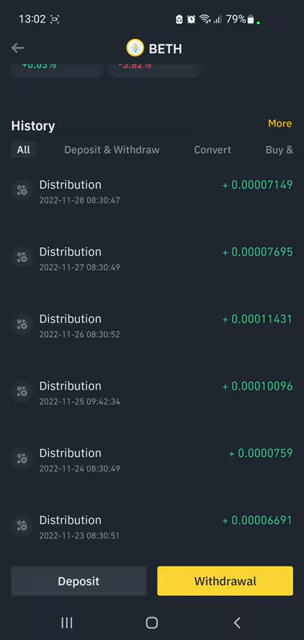 13:02
79%
BETH
+0.03%
-3.62%
History
More
All
Deposit & Withdraw
Convert
Buy &
Distribution
+ 0.00007149
2022-11-28 08:30:47
Distribution
+ 0.00007695
2022-11-27 08:30:49
Distribution
+ 0.00011431
2022-11-26 08:30:52
Distribution
+ 0.00010096
2022-11-25 09:42:34
Distribution
+ 0.0000759
2022-11-24 08:30:49
Distribution
+ 0.00006691
2022-11-23 08:30:51
Deposit
Withdrawal